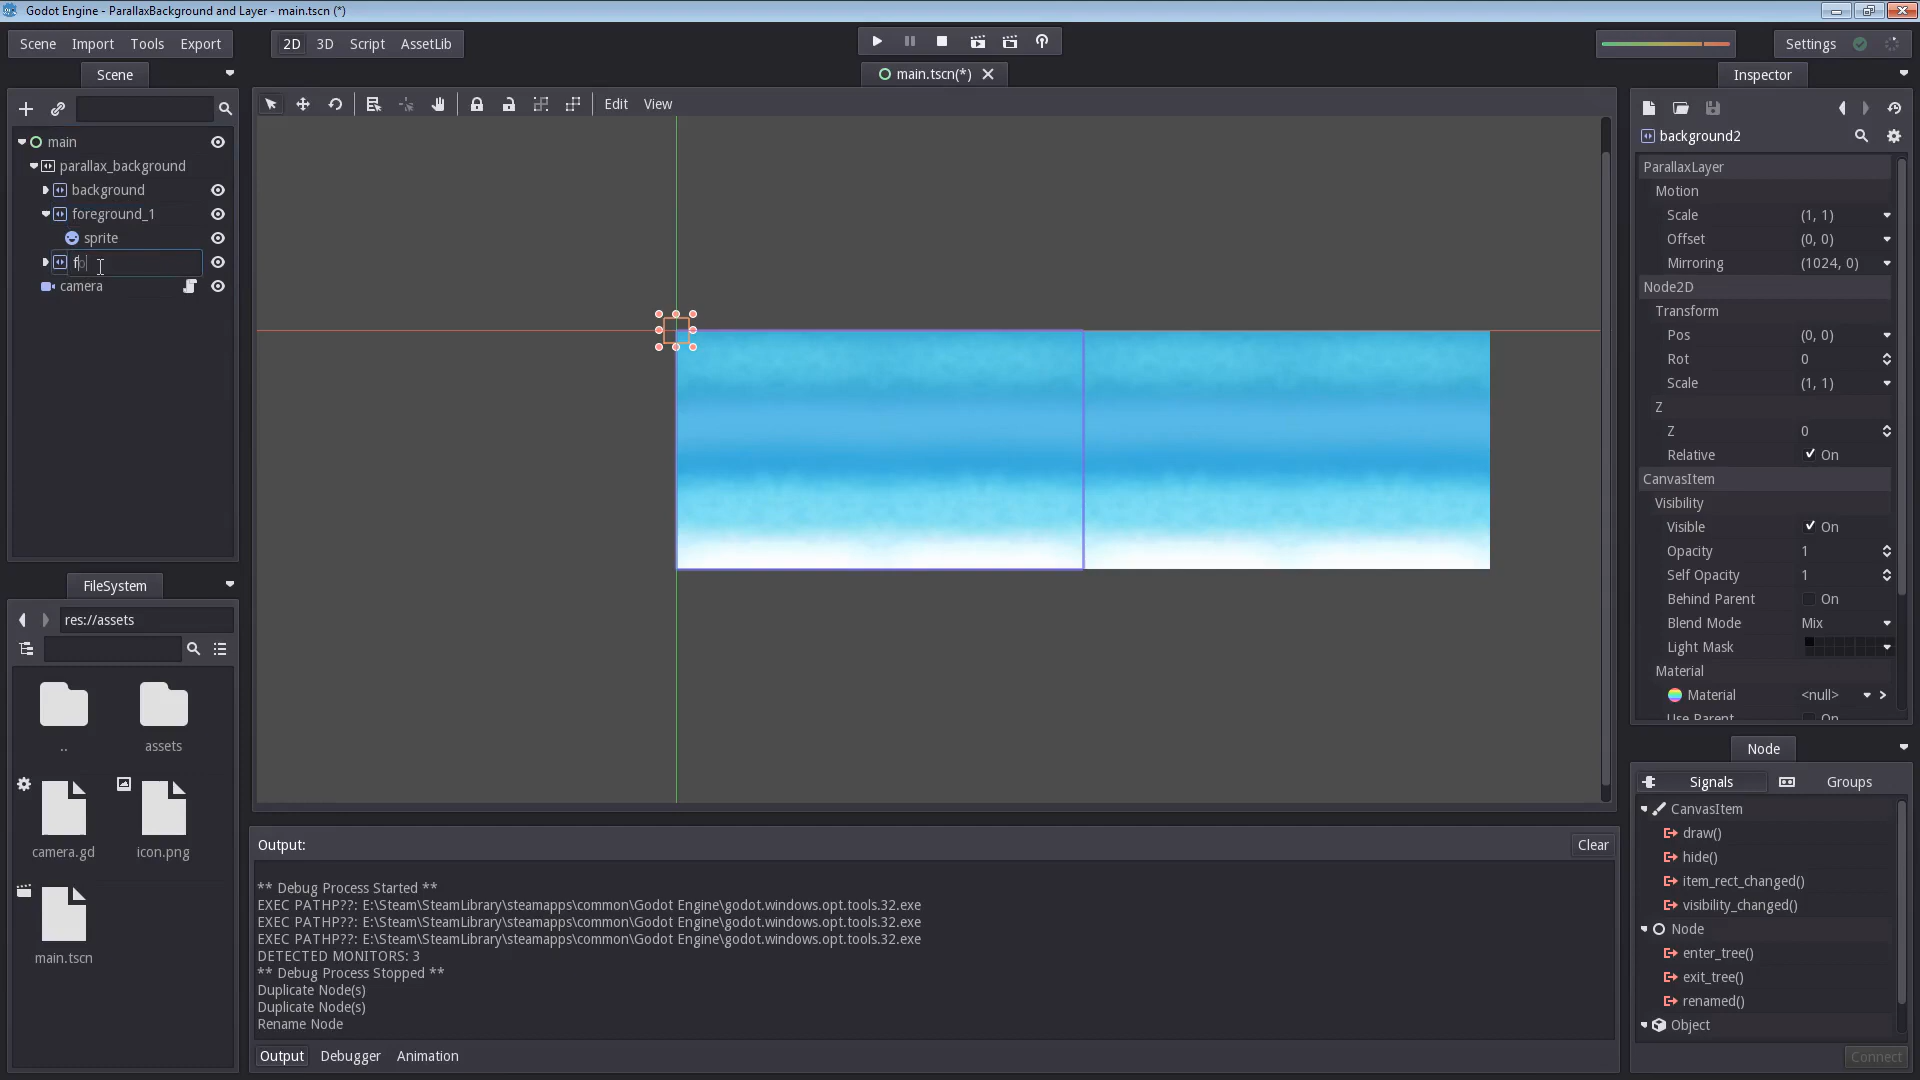 Godot Engine - ParallaxBackground and Layer - main.tscn (*)
Scene Import Tools Export
2D 3D Script AssetLib
Settings
Scene
main.tscn(*)
Inspector
Edit View
background2
main
parallax_background
background
foreground_1
sprite
camera
ParallaxLayer
Motion
Scale (1, 1)
Offset (0, 0)
Mirroring (1024, 0)
Node2D
Transform
Pos (0, 0)
Rot 0
Scale (1, 1)
Z
Z 0
Relative On
CanvasItem
Visibility
Visible On
Opacity 1
Self Opacity 1
Behind Parent On
Blend Mode Mix
Light Mask
Material
Material <null>
Use Parent On
FileSystem
res://assets
..
assets
camera.gd
icon.png
main.tscn
Output:
Clear
** Debug Process Started **
EXEC PATHP??: E:\Steam\SteamLibrary\steamapps\common\Godot Engine\godot.windows.opt.tools.32.exe
EXEC PATHP??: E:\Steam\SteamLibrary\steamapps\common\Godot Engine\godot.windows.opt.tools.32.exe
EXEC PATHP??: E:\Steam\SteamLibrary\steamapps\common\Godot Engine\godot.windows.opt.tools.32.exe
DETECTED MONITORS: 3
** Debug Process Stopped **
Duplicate Node(s)
Duplicate Node(s)
Rename Node
Output Debugger Animation
Node
Signals Groups
CanvasItem
draw()
hide()
item_rect_changed()
visibility_changed()
Node
enter_tree()
exit_tree()
renamed()
Object
Connect